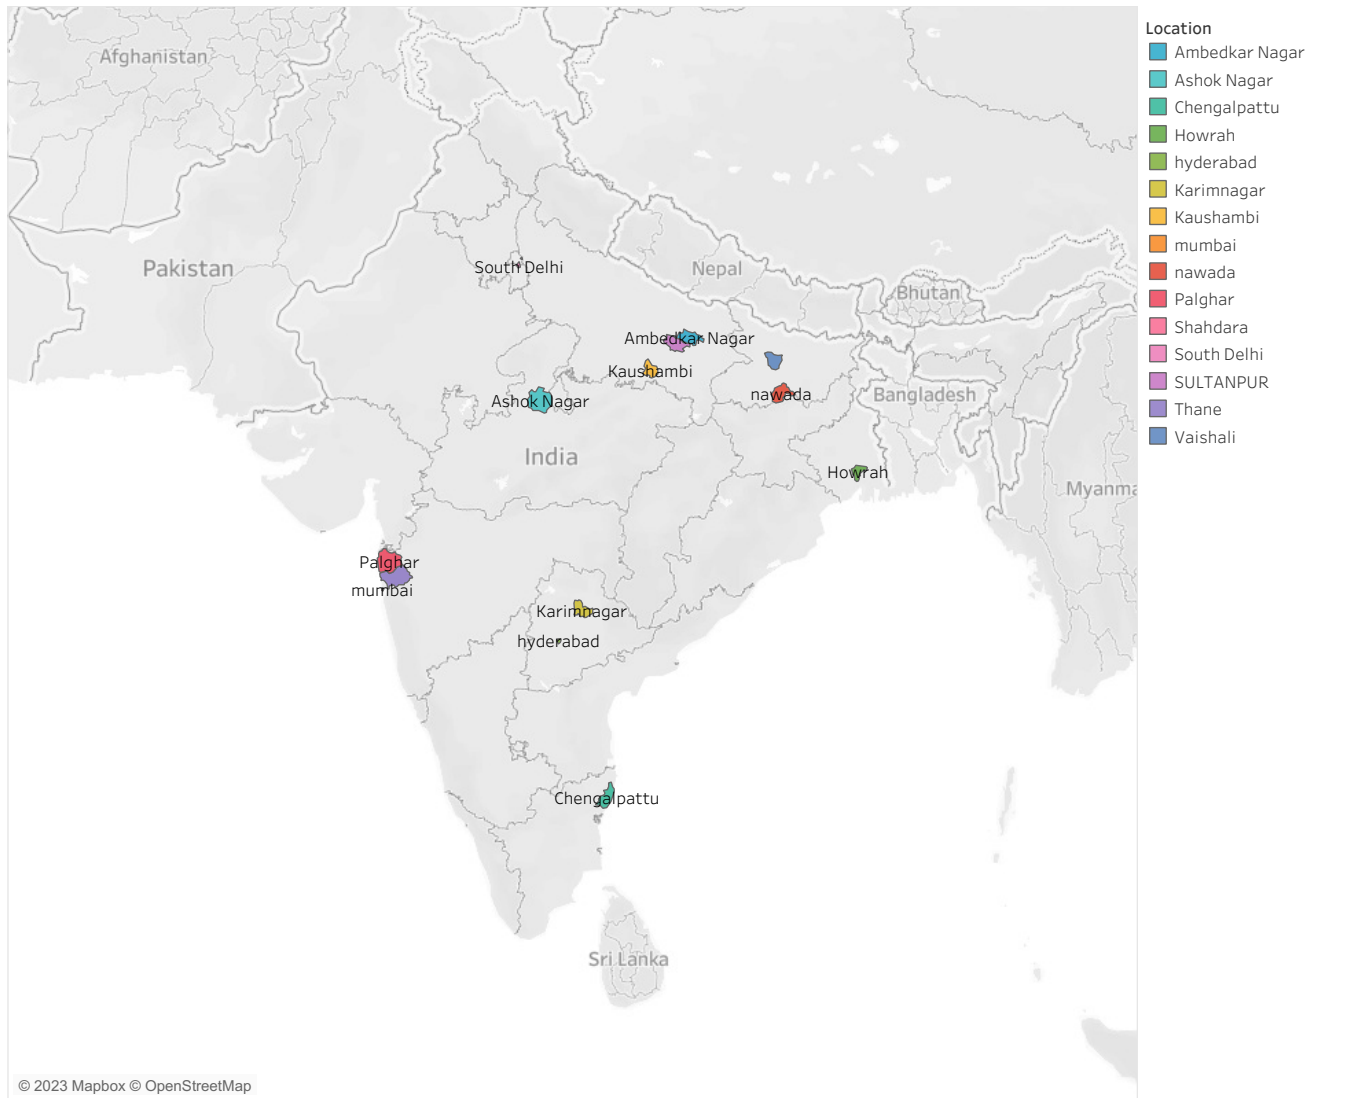 Afghanistan
Pakistan
South Delhi
Nepal
Bhutan
Ambedkar Nagar
Kaushambi
nawada
Bangladesh
Ashok Nagar
India
Howrah
Myanma
Palghar
mumbai
Karimnagar
hyderabad
Chengalpattu
Sri Lanka
© 2023 Mapbox © OpenStreetMap
Location
Ambedkar Nagar
Ashok Nagar
Chengalpattu
Howrah
hyderabad
Karimnagar
Kaushambi
mumbai
nawada
Palghar
Shahdara
South Delhi
SULTANPUR
Thane
Vaishali